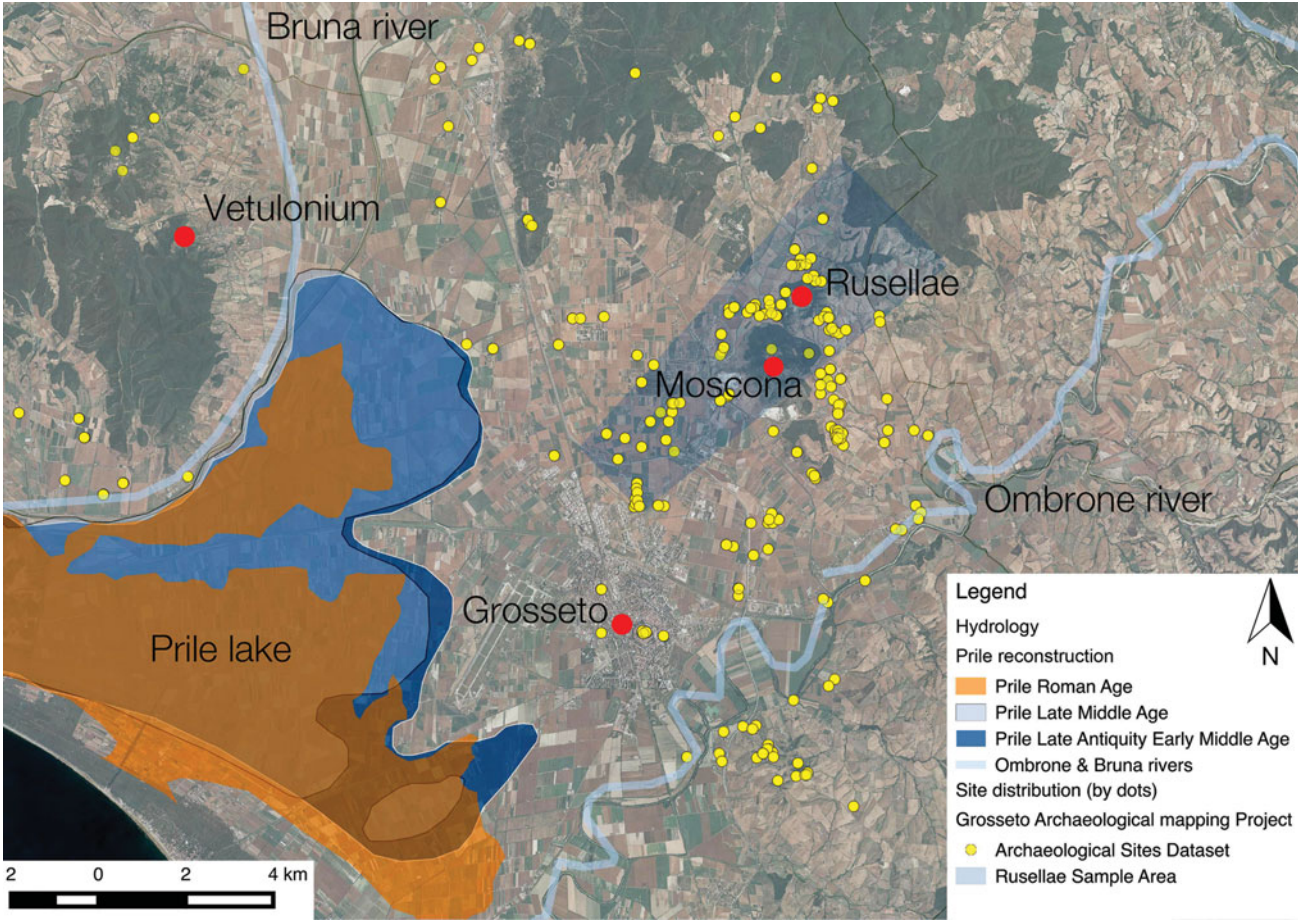 Bruna river
Vetulonium
Rusellae
Moscona
Ombrone river
Grosseto
Prile lake
Legend
Hydrology
Prile reconstruction
Prile Roman Age
Prile Late Middle Age
Prile Late Antiquity Early Middle Age
Ombrone & Bruna rivers
Site distribution (by dots)
Grosseto Archaeological mapping Project
Archaeological Sites Dataset
Rusellae Sample Area
N
2 0 2 4 km